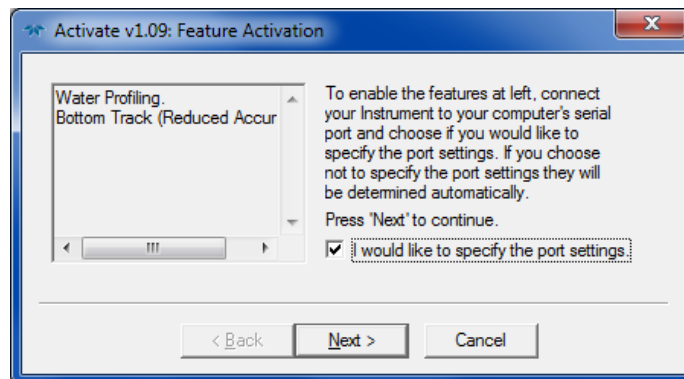 Activate v1.09: Feature Activation
Water Profiling.
Bottom Track (Reduced Accur
To enable the features at left, connect
your Instrument to your computer's serial
port and choose if you would like to
specify the port settings. If you choose
not to specify the port settings they will
be determined automatically.
Press 'Next' to continue.
I would like to specify the port settings.
< Back
Next >
Cancel